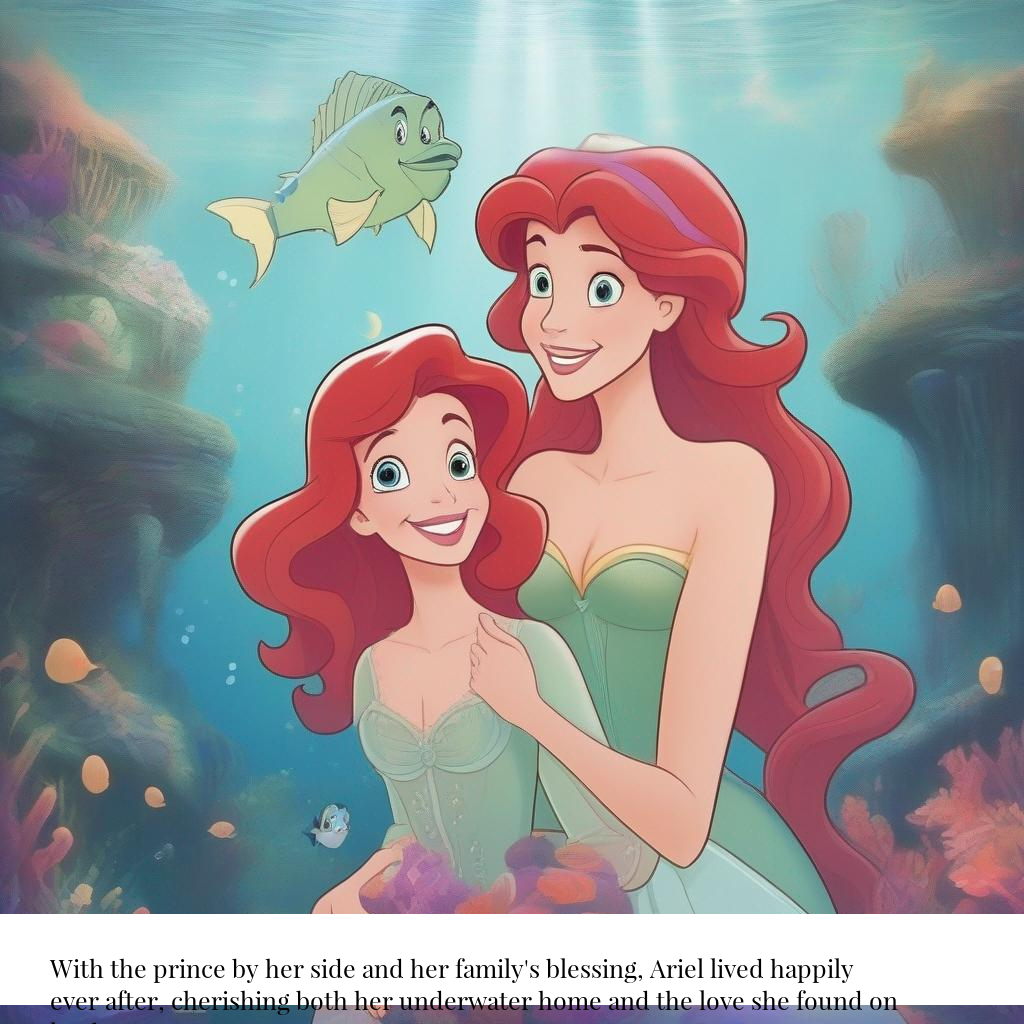 With the prince by her side and her family's blessing, Ariel lived happily
ever after, cherishing both her underwater home and the love she found on